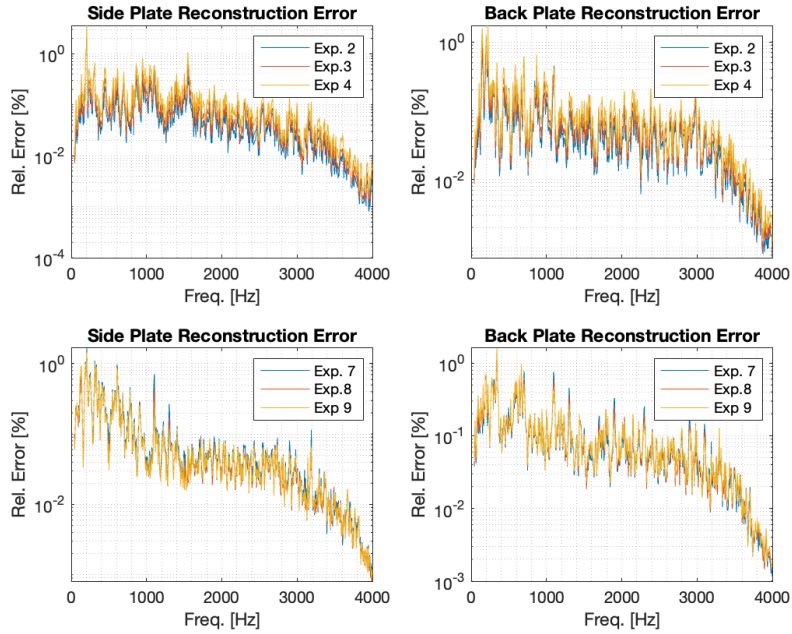 Side Plate Reconstruction Error
Exp. 2
Exp.3
Exp 4
Rel. Error [%]
10^0
10^-2
10^-4
0 1000 2000 3000 4000
Freq. [Hz]
Back Plate Reconstruction Error
Exp. 2
Exp.3
Exp 4
Rel. Error [%]
10^0
10^-2
0 1000 2000 3000 4000
Freq. [Hz]
Side Plate Reconstruction Error
Exp. 7
Exp.8
Exp 9
Rel. Error [%]
10^0
10^-2
0 1000 2000 3000 4000
Freq. [Hz]
Back Plate Reconstruction Error
Exp. 7
Exp.8
Exp 9
Rel. Error [%]
10^0
10^-1
10^-2
10^-3
0 1000 2000 3000 4000
Freq. [Hz]